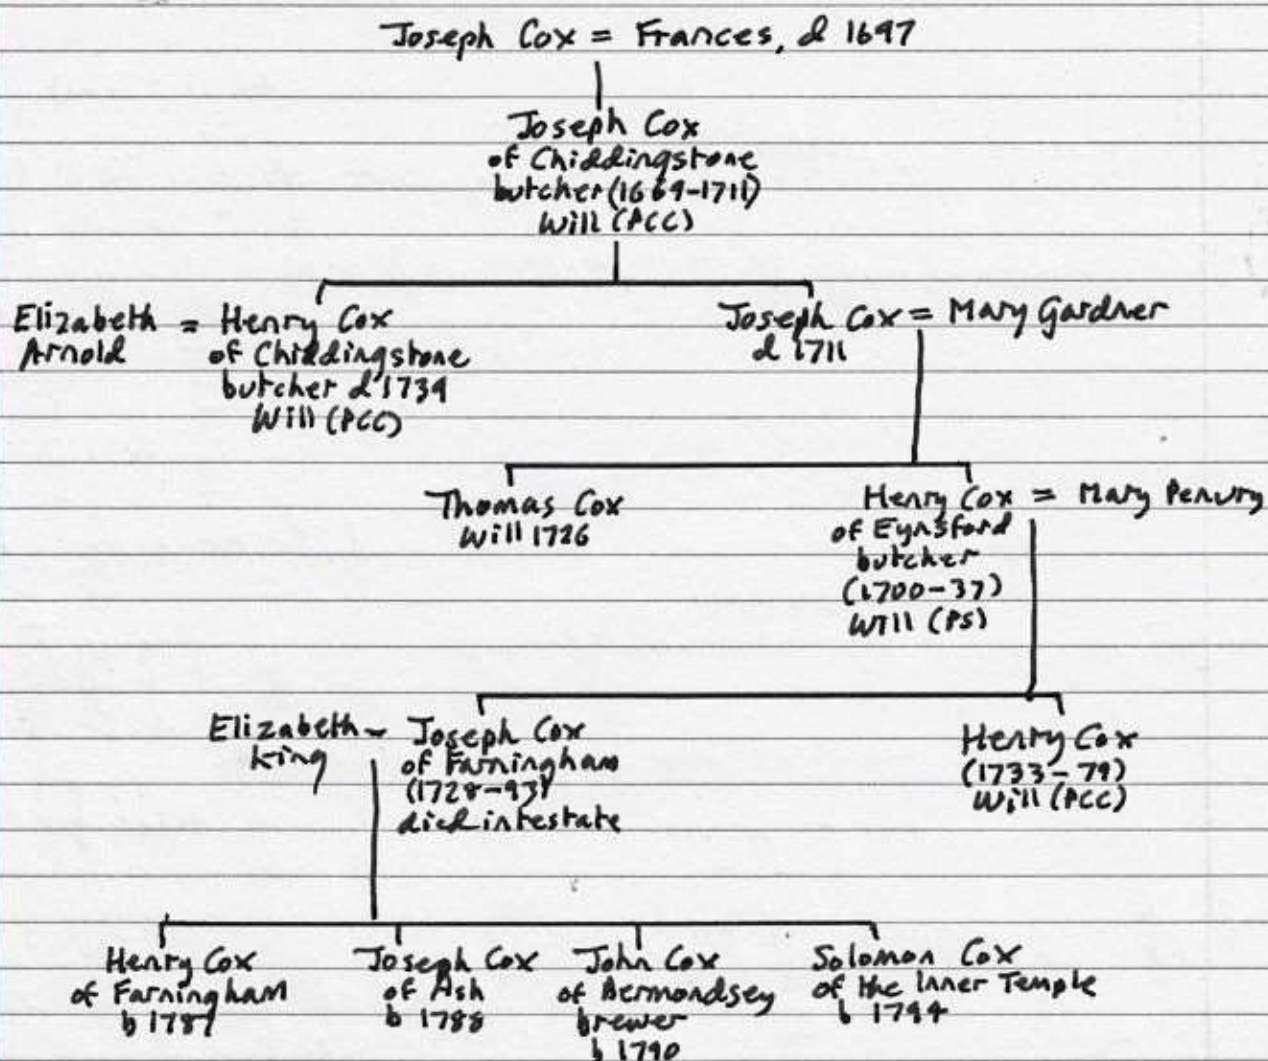 Joseph Cox = Frances, d 1697
Joseph Cox
of Chiddingstone
butcher (1669-1711)
Will (PCC)
Elizabeth = Henry Cox
Arnold of Chiddingstone
butcher d 1734
Will (PCC)
Joseph Cox = Mary Gardner
d 1711
Thomas Cox
Will 1726
Henry Cox = Mary Penury
of Eynsford
butcher
(1700-37)
Will (PS)
Elizabeth - Joseph Cox
King of Farningham
(1728-93)
died intestate
Henry Cox
(1733-79)
Will (PCC)
Henry Cox
of Farningham
b 1787
Joseph Cox
of Ash
b 1788
John Cox
of Bermondsey
brewer
b 1790
Solomon Cox
of the Inner Temple
b 1794